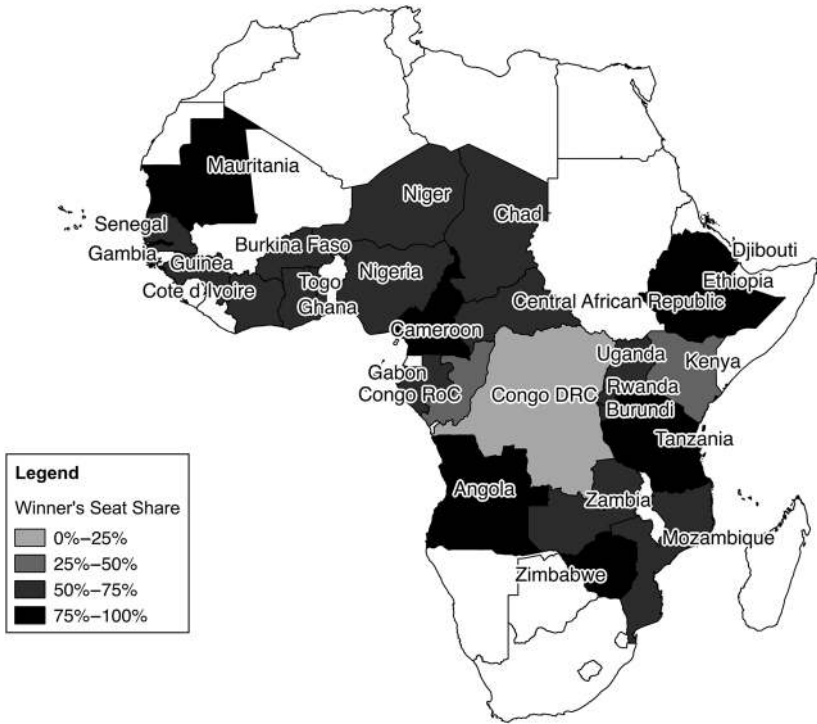 Mauritania
Niger
Chad
Senegal
Gambia
Guinea
Burkina Faso
Nigeria
Djibouti
Ethiopia
Cote d'Ivoire
Togo
Ghana
Central African Republic
Cameroon
Uganda
Kenya
Gabon
Congo RoC
Congo DRC
Rwanda
Burundi
Tanzania
Angola
Zambia
Mozambique
Zimbabwe
Legend
Winner's Seat Share
0%–25%
25%–50%
50%–75%
75%–100%